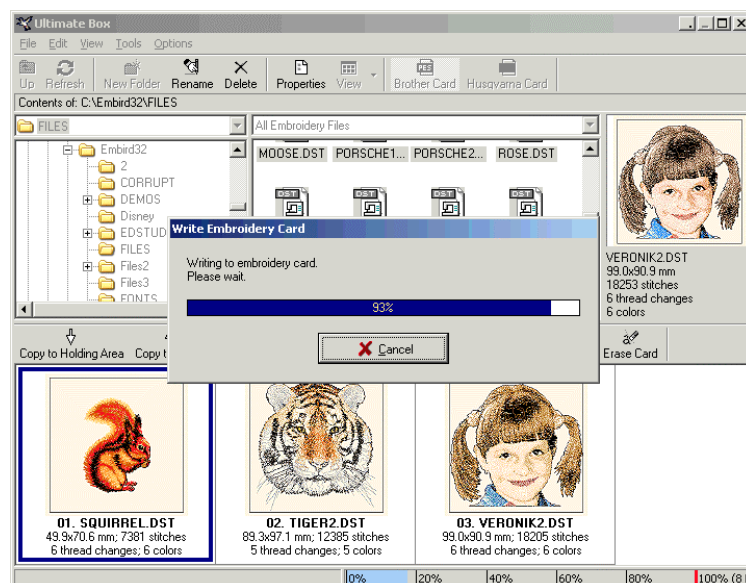 Ultimate Box
File Edit View Tools Options
Up Refresh New Folder Rename Delete Properties View Brother Card Husqvarna Card
Contents of: C:\Embird32\FILES
FILES
All Embroidery Files
Embird32
2
CORRUPT
DEMOS
Disney
EDSTUD
FILES
Files2
Files3
FONTS
MOOSE.DST PORSCHE1... PORSCHE2... ROSE.DST
DST DST DST DST
VERONIK2.DST
99.0x90.9 mm
18253 stitches
6 thread changes
6 colors
Write Embroidery Card
Writing to embroidery card.
Please wait.
93%
Cancel
Copy to Holding Area Copy t
Erase Card
01. SQUIRREL.DST
49.9x70.6 mm; 7381 stitches
6 thread changes; 6 colors
02. TIGER2.DST
89.3x97.1 mm; 12385 stitches
5 thread changes; 5 colors
03. VERONIK2.DST
99.0x90.9 mm; 18205 stitches
6 thread changes; 6 colors
0% 20% 40% 60% 80% 100%